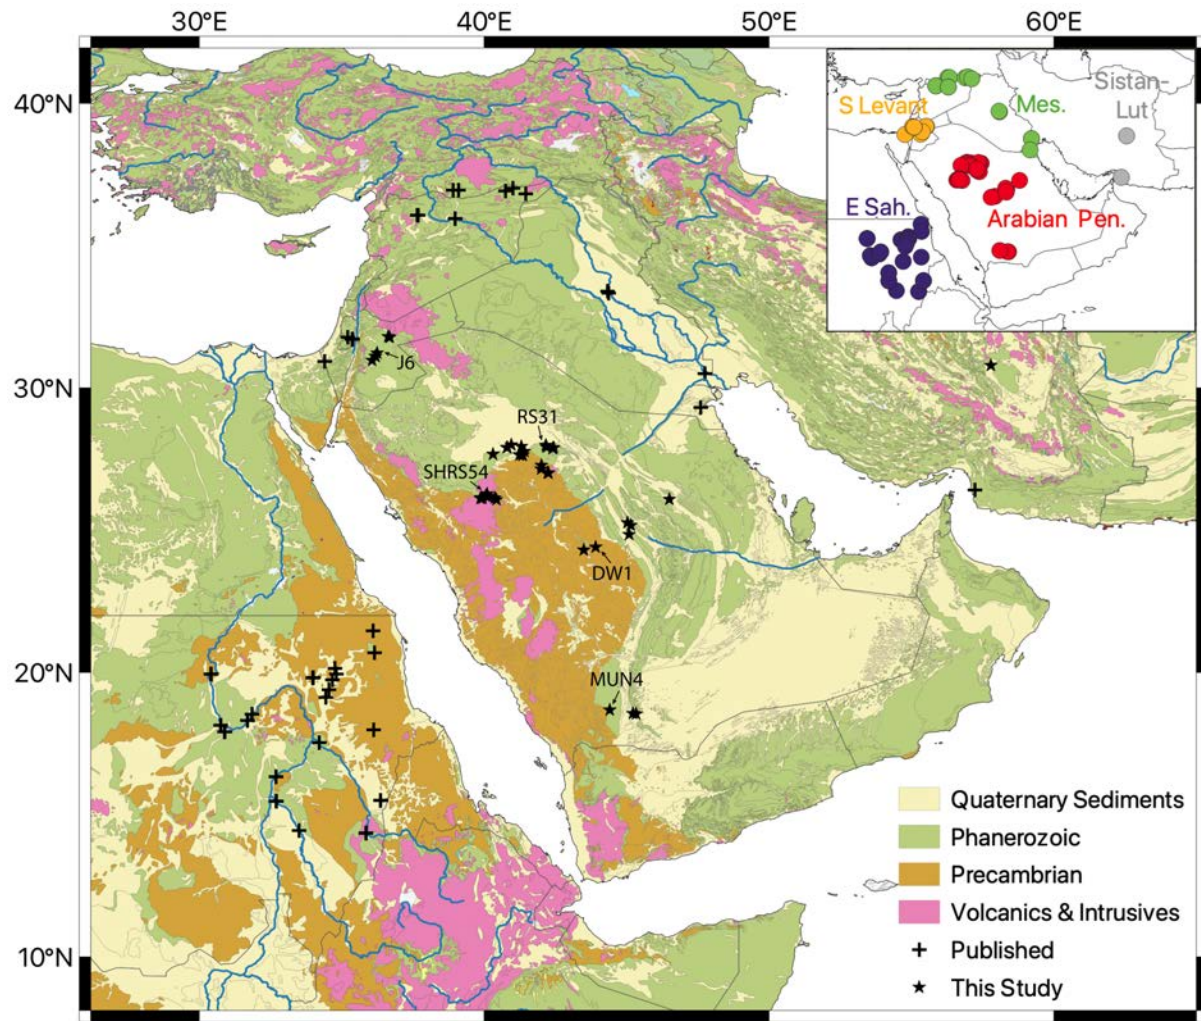 30°E
40°E
50°E
60°E
40°N
30°N
20°N
10°N
S Levant
Mes.
Sistan-
Lut
E Sah.
Arabian Pen.
J6
RS31
SHRS54
DW1
MUN4
Quaternary Sediments
Phanerozoic
Precambrian
Volcanics & Intrusives
Published
This Study